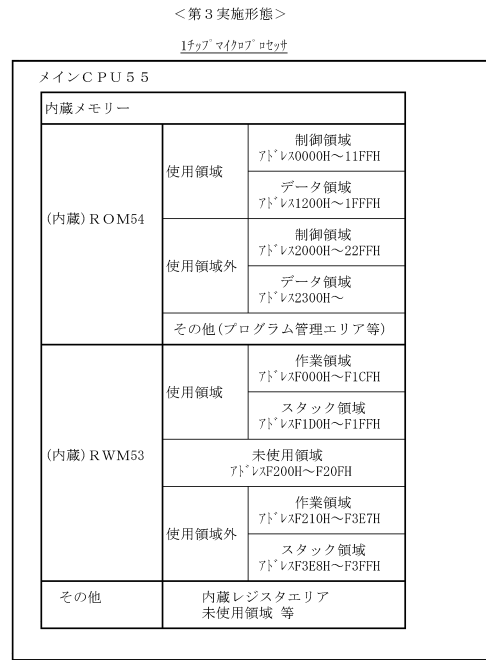 ＜第３実施形態＞
1ﾁｯﾌﾟﾏｲｸﾛﾌﾟﾛｾｯｻ
メインＣＰＵ５５
内蔵メモリー
(内蔵)ＲＯＭ54
使用領域
制御領域
ｱﾄﾞﾚｽ0000H～11FFH
データ領域
ｱﾄﾞﾚｽ1200H～1FFFH
使用領域外
制御領域
ｱﾄﾞﾚｽ2000H～22FFH
データ領域
ｱﾄﾞﾚｽ2300H～
その他(プログラム管理エリア等)
(内蔵)ＲＷＭ53
使用領域
作業領域
ｱﾄﾞﾚｽF000H～F1CFH
スタック領域
ｱﾄﾞﾚｽF1D0H～F1FFH
未使用領域
ｱﾄﾞﾚｽF200H～F20FH
使用領域外
作業領域
ｱﾄﾞﾚｽF210H～F3E7H
スタック領域
ｱﾄﾞﾚｽF3E8H～F3FFH
その他
内蔵レジスタエリア
未使用領域 等